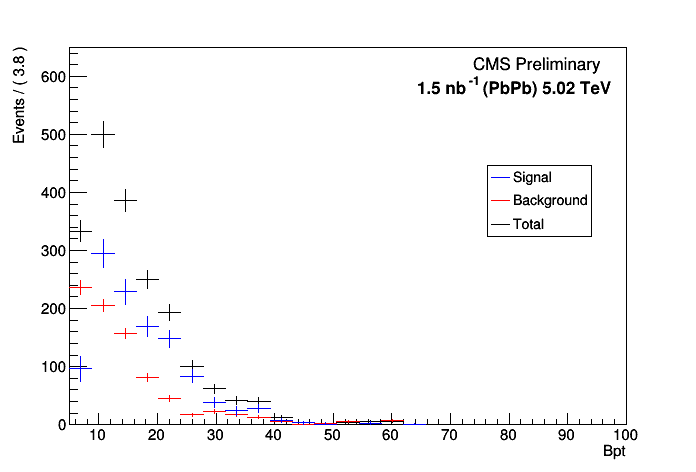 CMS Preliminary
1.5 nb-1 (PbPb) 5.02 TeV
Events / ( 3.8 )
600
500
400
300
200
100
0
Signal
Background
Total
10 20 30 40 50 60 70 80 90 100
Bpt